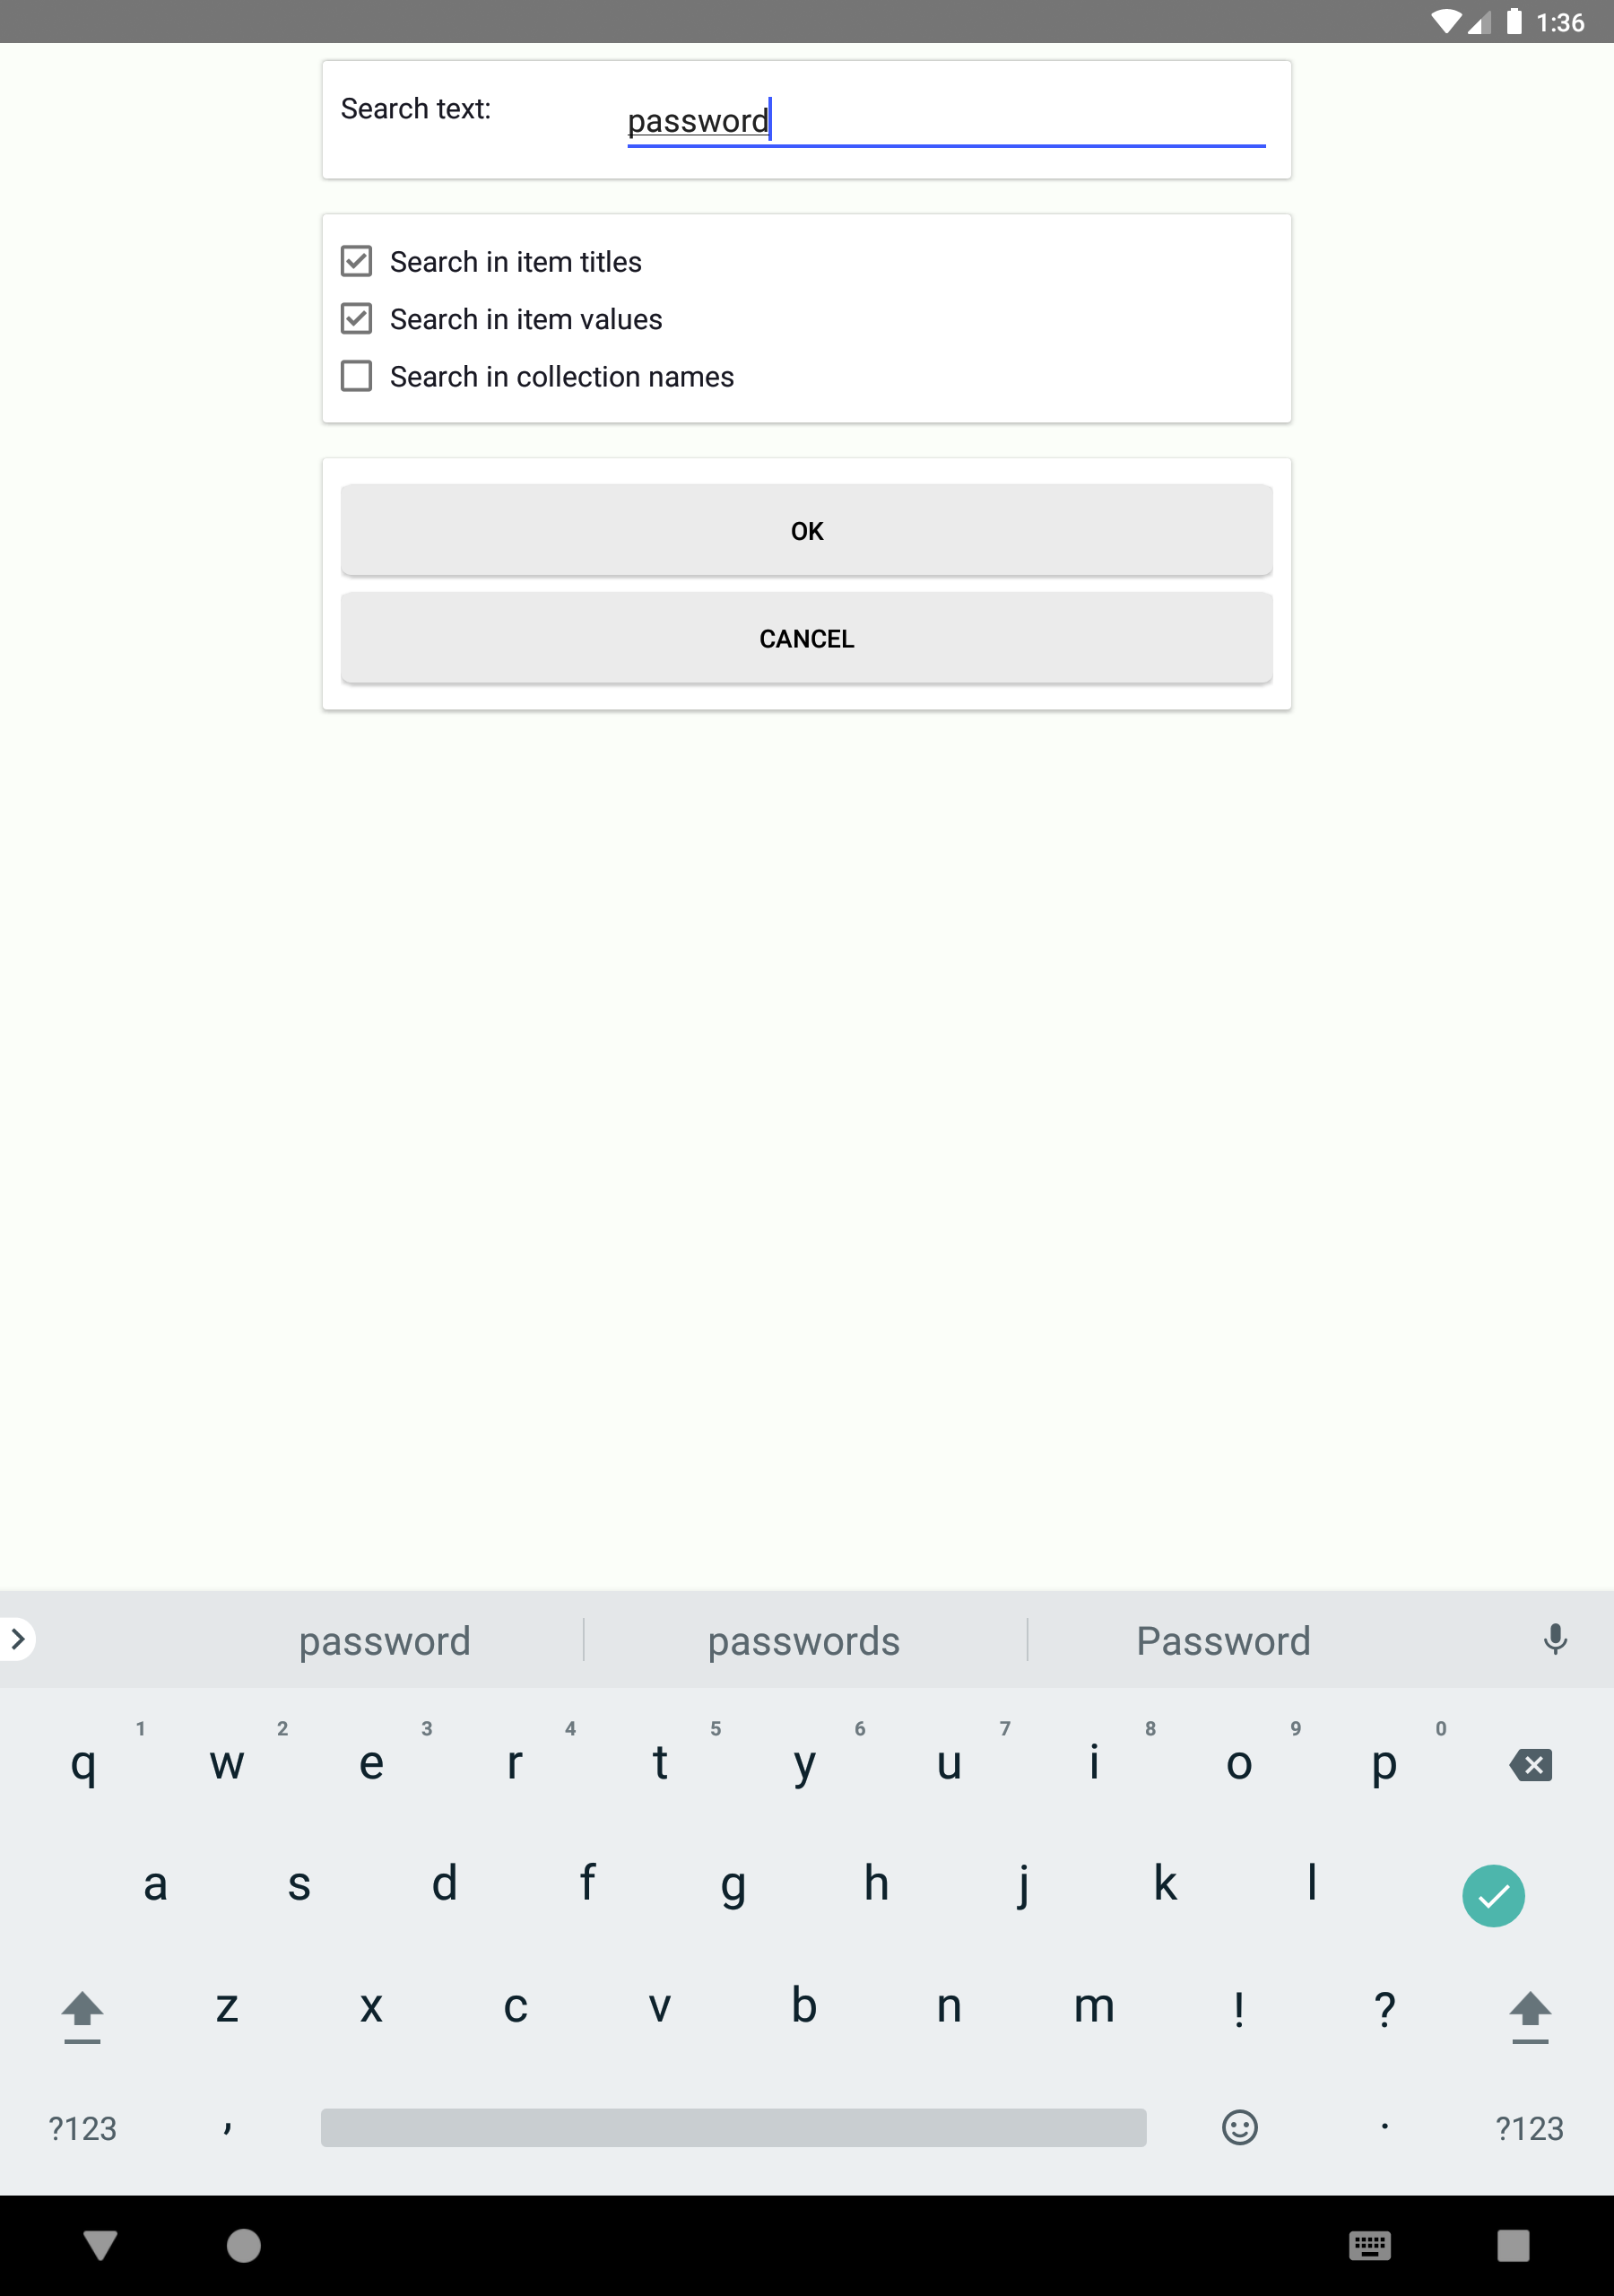 1:36
Search text: password
Search in item titles
Search in item values
Search in collection names
OK
CANCEL
password passwords Password
1 2 3 4 5 6 7 8 9 0
q w e r t y u i o p
a s d f g h j k l
z x c v b n m ! ?
?123 , . ?123